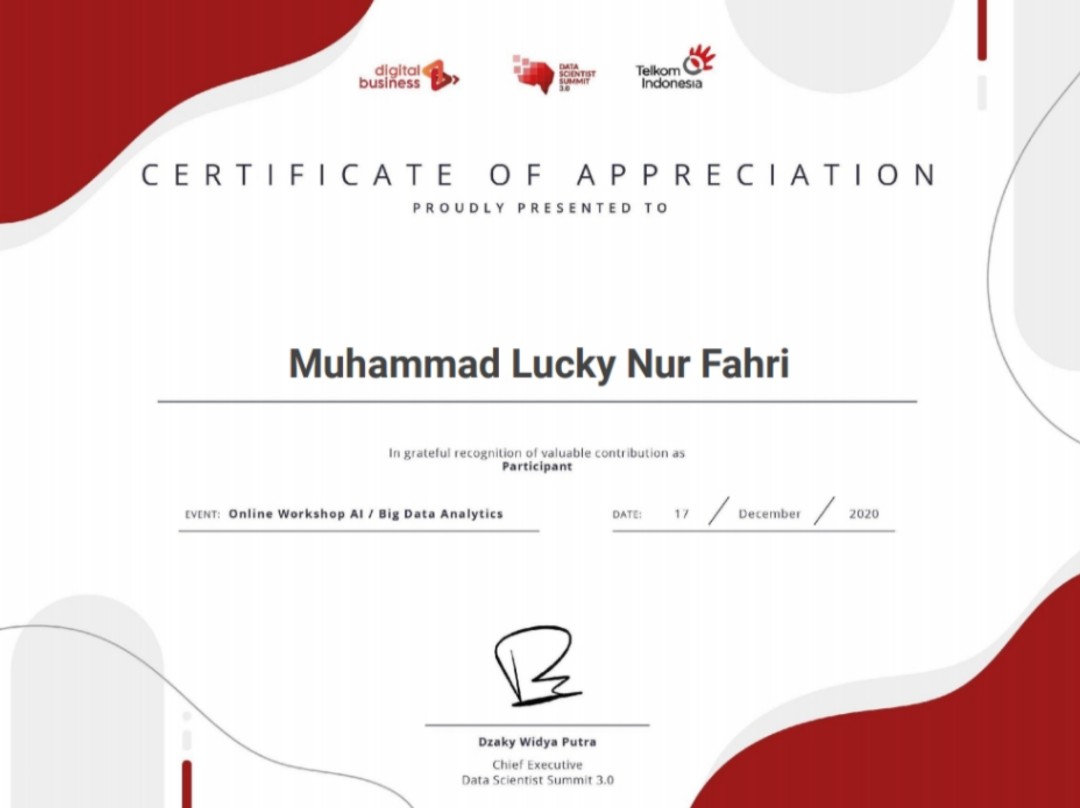 digital
business
DATA
SCIENTIST
SUMMIT
3.0
Telkom
Indonesia
CERTIFICATE OF APPRECIATION
PROUDLY PRESENTED TO
Muhammad Lucky Nur Fahri
In grateful recognition of valuable contribution as
Participant
EVENT: Online Workshop AI / Big Data Analytics
DATE: 17 / December / 2020
Dzaky Widya Putra
Chief Executive
Data Scientist Summit 3.0